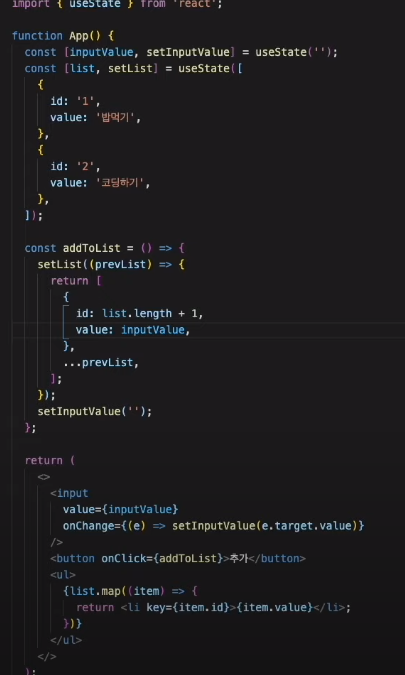 import { useState } from 'react';
function App() {
const [inputValue, setInputValue] = useState('');
const [list, setList] = useState([
{
id: '1',
value: '밥먹기',
},
{
id: '2',
value: '코딩하기',
},
]);
const addToList = () => {
setList((prevList) => {
return [
{
id: list.length + 1,
value: inputValue,
},
...prevList,
];
});
setInputValue('');
};
return (
<>
<input
value={inputValue}
onChange={(e) => setInputValue(e.target.value)}
/>
<button onClick={addToList}>추가</button>
<ul>
{list.map((item) => {
return <li key={item.id}>{item.value}</li>;
})}
</ul>
</>
);